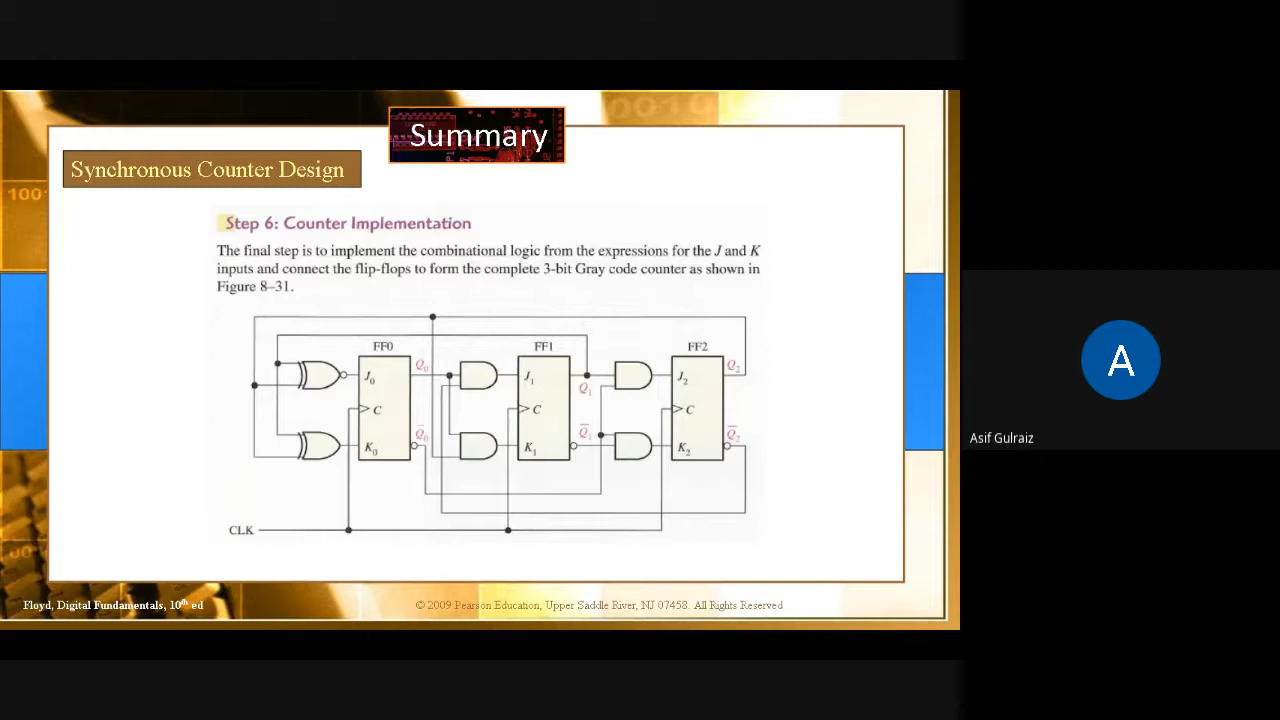 Summary
Synchronous Counter Design
Step 6: Counter Implementation
The final step is to implement the combinational logic from the expressions for the J and K
inputs and connect the flip-flops to form the complete 3-bit Gray code counter as shown in
Figure 8–31.
FF0 FF1 FF2
J₀ Q₀ J₁ Q₁ J₂ Q₂
C C C
K₀ Q̅₀ K₁ Q̅₁ K₂ Q̅₂
CLK
A
Asif Gulraiz
Floyd, Digital Fundamentals, 10th ed
© 2009 Pearson Education, Upper Saddle River, NJ 07458. All Rights Reserved